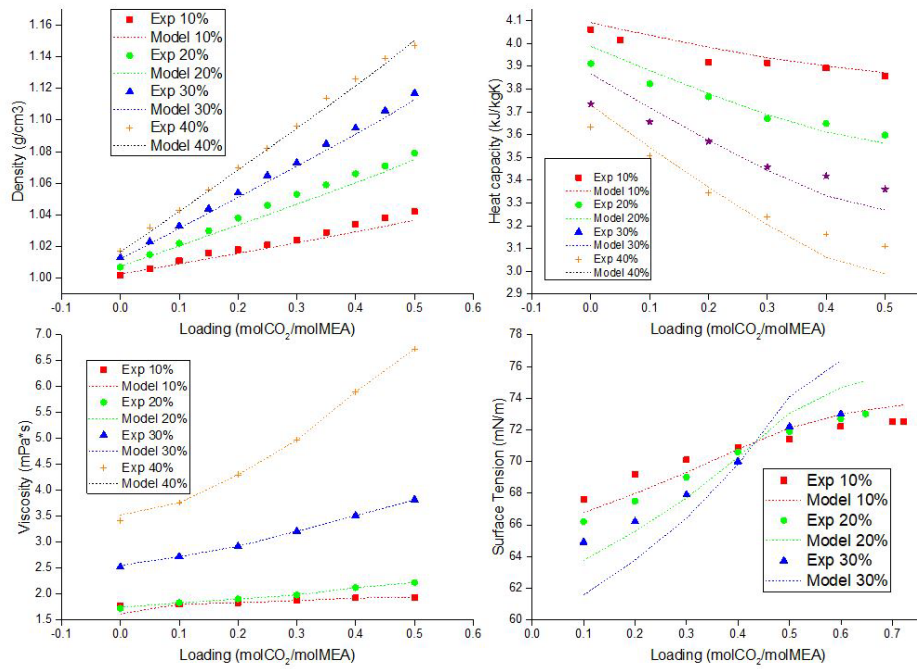 1.16
1.14
1.12
1.10
1.08
1.06
1.04
1.02
1.00
Density (g/cm3)
Exp 10%
Model 10%
Exp 20%
Model 20%
Exp 30%
Model 30%
Exp 40%
Model 40%
-0.1 0.0 0.1 0.2 0.3 0.4 0.5 0.6
Loading (molCO2/molMEA)
4.1
4.0
3.9
3.8
3.7
3.6
3.5
3.4
3.3
3.2
3.1
3.0
2.9
Heat capacity (kJ/kgK)
Exp 10%
Model 10%
Exp 20%
Model 20%
Exp 30%
Model 30%
Exp 40%
Model 40%
-0.1 0.0 0.1 0.2 0.3 0.4 0.5
Loading (molCO2/molMEA)
7.0
6.5
6.0
5.5
5.0
4.5
4.0
3.5
3.0
2.5
2.0
1.5
Viscosity (mPa*s)
Exp 10%
Model 10%
Exp 20%
Model 20%
Exp 30%
Model 30%
Exp 40%
Model 40%
-0.1 0.0 0.1 0.2 0.3 0.4 0.5 0.6
Loading (molCO2/molMEA)
78
76
74
72
70
68
66
64
62
60
Surface Tension (mN/m)
Exp 10%
Model 10%
Exp 20%
Model 20%
Exp 30%
Model 30%
0.0 0.1 0.2 0.3 0.4 0.5 0.6 0.7
Loading (molCO2/molMEA)